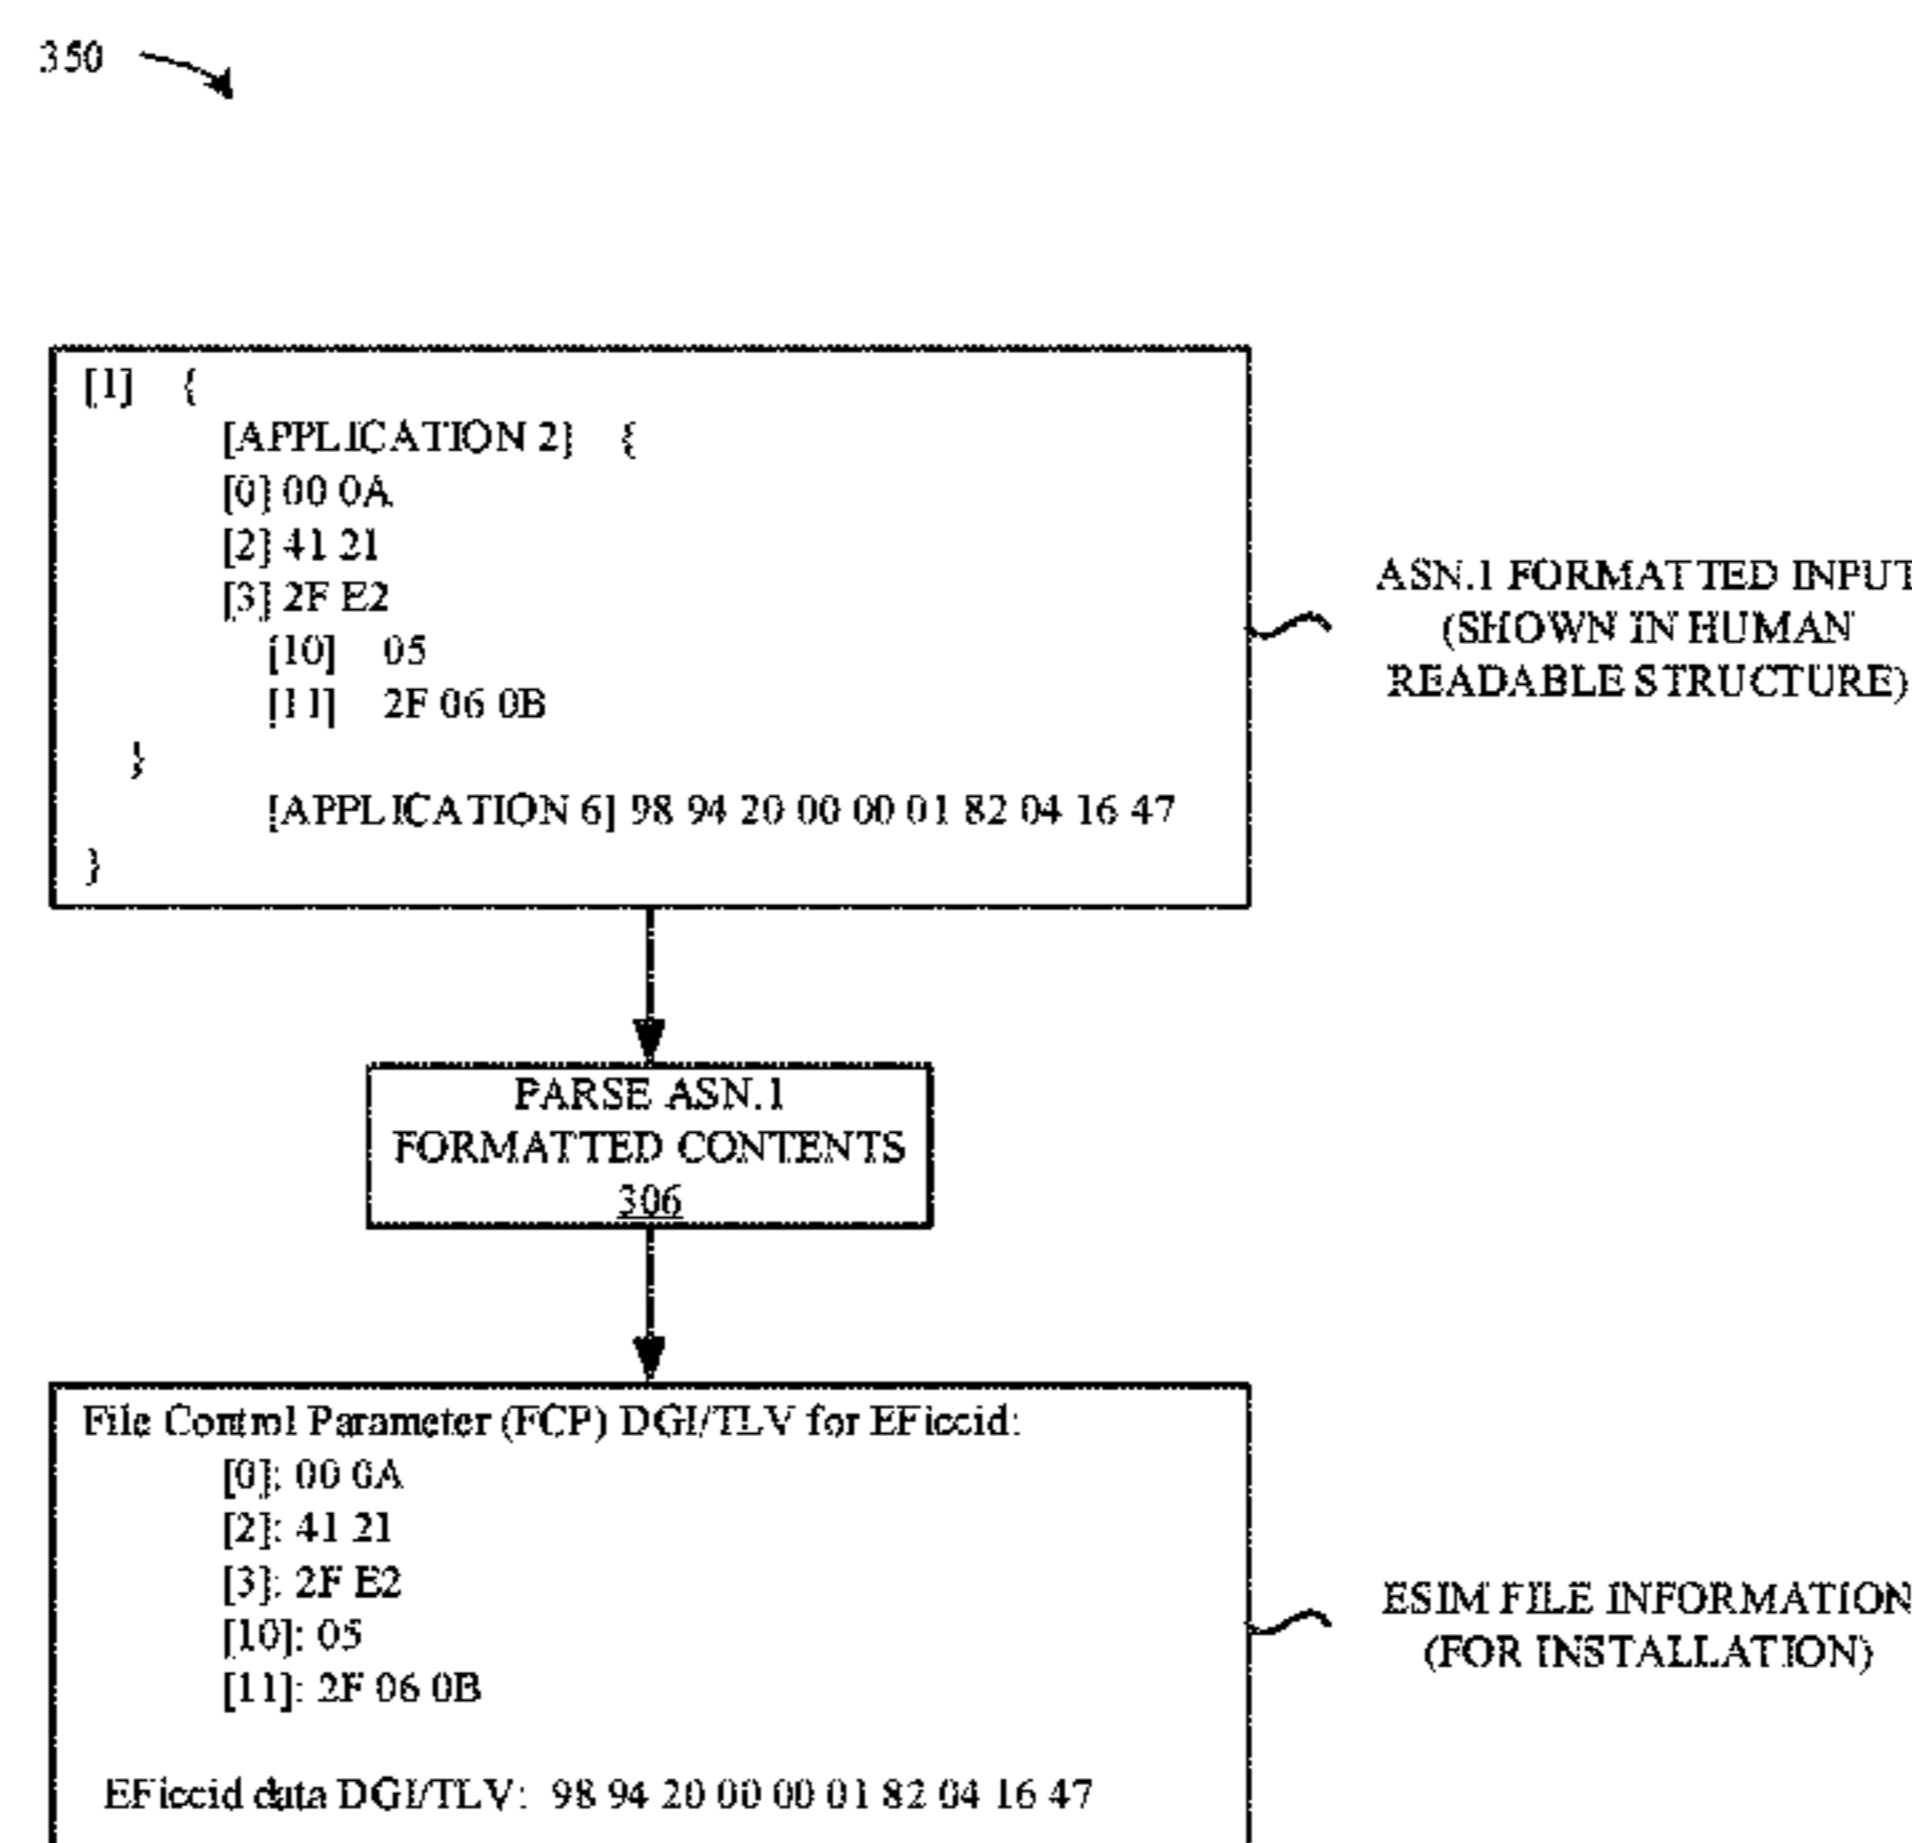 350
[1] {
[APPLICATION 2] {
[0] 00 0A
[2] 41 21
[3] 2F E2
[10] 05
[11] 2F 06 0B
}
[APPLICATION 6] 98 94 20 00 00 01 82 04 16 47
}
ASN.1 FORMATTED INPUT
(SHOWN IN HUMAN
READABLE STRUCTURE)
PARSE ASN.1
FORMATTED CONTENTS
306
File Control Parameter (FCP) DGI/TLV for EFiccid:
[0]: 00 0A
[2]: 41 21
[3]: 2F E2
[10]: 05
[11]: 2F 06 0B
EFiccid data DGI/TLV: 98 94 20 00 00 01 82 04 16 47
ESIM FILE INFORMATION
(FOR INSTALLATION)